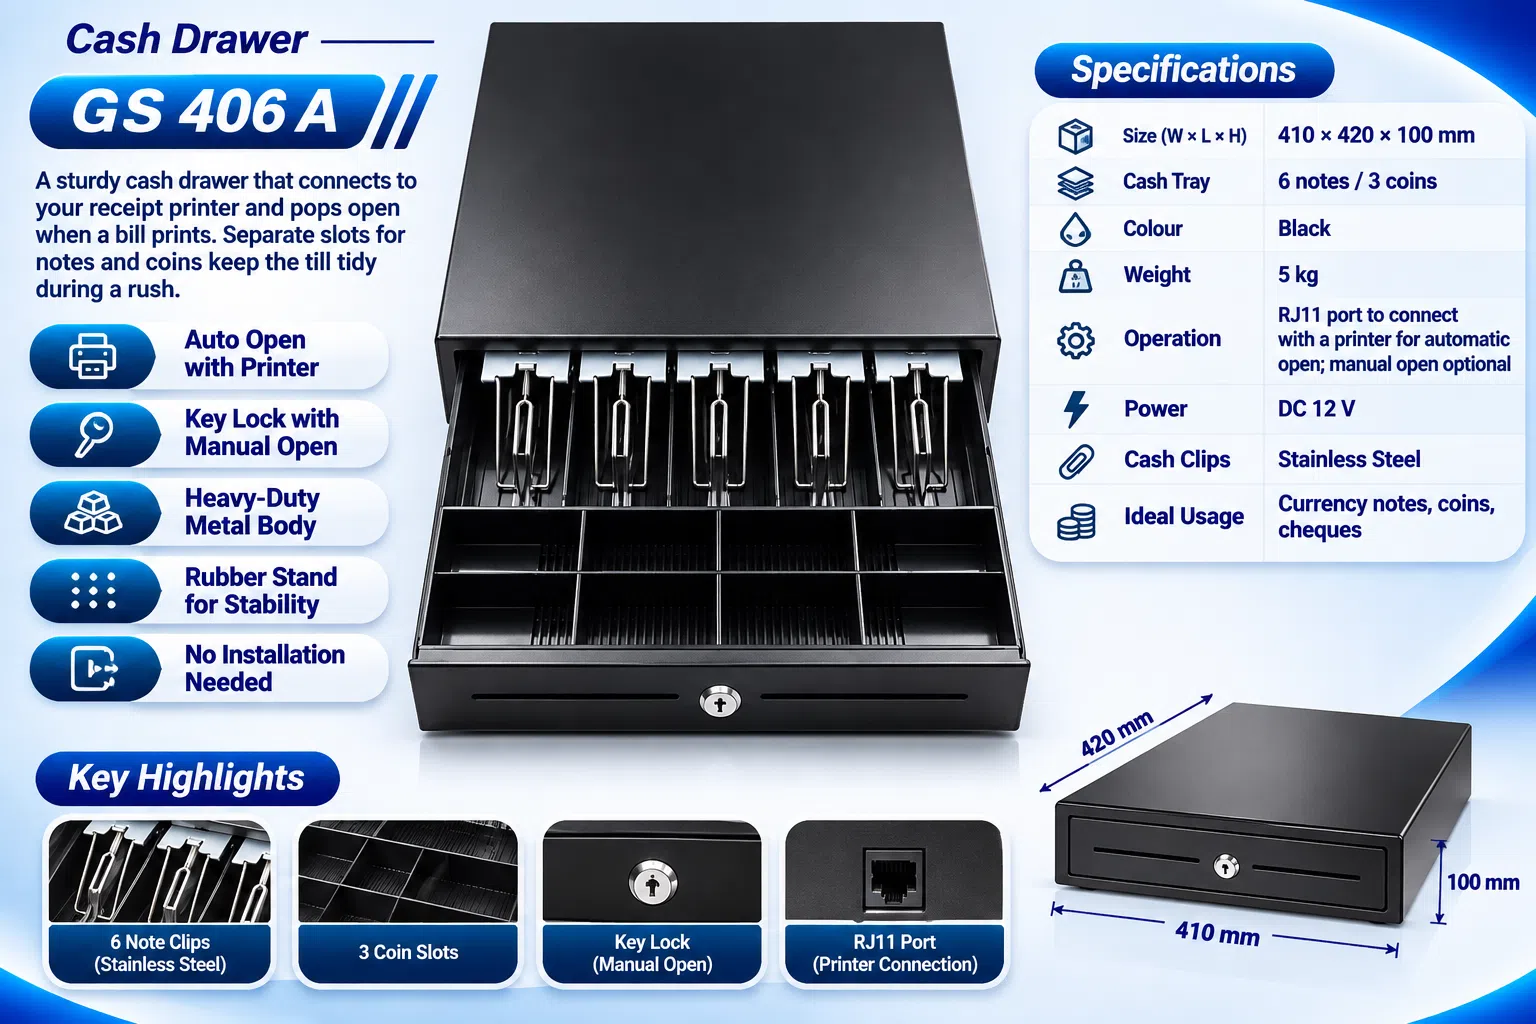 Cash Drawer
GS 406 A
A sturdy cash drawer that connects to
your receipt printer and pops open
when a bill prints. Separate slots for
notes and coins keep the till tidy
during a rush.
Auto Open
with Printer
Key Lock with
Manual Open
Heavy-Duty
Metal Body
Rubber Stand
for Stability
No Installation
Needed
Specifications
Size (W × L × H) 410 × 420 × 100 mm
Cash Tray 6 notes / 3 coins
Colour Black
Weight 5 kg
Operation RJ11 port to connect
with a printer for automatic
open; manual open optional
Power DC 12 V
Cash Clips Stainless Steel
Ideal Usage Currency notes, coins,
cheques
Key Highlights
6 Note Clips
(Stainless Steel)
3 Coin Slots
Key Lock
(Manual Open)
RJ11 Port
(Printer Connection)
420 mm
100 mm
410 mm